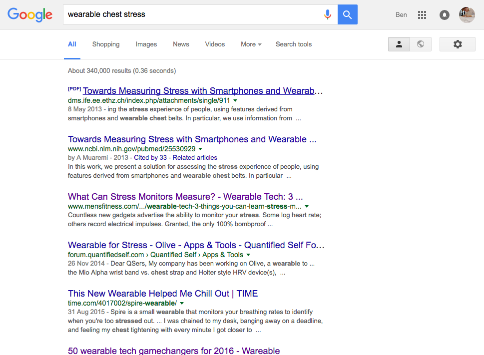 Google
wearable chest stress
Ben
All Shopping Images News Videos More Search tools
About 340,000 results (0.36 seconds)
[PDF] Towards Measuring Stress with Smartphones and Wearab...
dms.ife.ee.ethz.ch/index.php/attachments/single/911
8 May 2013 - ing the stress experience of people, using features derived from
smartphones and wearable chest belts. In particular, we use information from ...
Towards Measuring Stress with Smartphones and Wearable ...
www.ncbi.nlm.nih.gov/pubmed/25530929
by A Muaremi - 2013 - Cited by 33 - Related articles
In this work, we present a solution for assessing the stress experience of people, using
features derived from smartphones and wearable chest belts. In particular ...
What Can Stress Monitors Measure? - Wearable Tech: 3 ...
www.mensfitness.com/.../wearable-tech-3-things-you-can-learn-stress-m...
Countless new gadgets advertise the ability to monitor your stress. Some log heart rate;
others record electrical impulses. Granted, the only 100% bombproof ...
Wearable for Stress - Olive - Apps & Tools - Quantified Self Fo...
forum.quantifiedself.com › Quantified Self › Apps & Tools
26 Nov 2014 - Dear QSers, My company has been working on Olive, a wearable to ...
the Mio Alpha wrist band vs. chest strap and Holter style HRV device(s), ...
This New Wearable Helped Me Chill Out | TIME
time.com/4017002/spire-wearable/
31 Aug 2015 - Spire is a small wearable that monitors your breathing rates to identify
when you're too stressed out. ... I was chained to my desk, banging away on a deadline,
and feeling my chest tightening with every minute I got closer to ...
50 wearable tech gamechangers for 2016 - Wareable